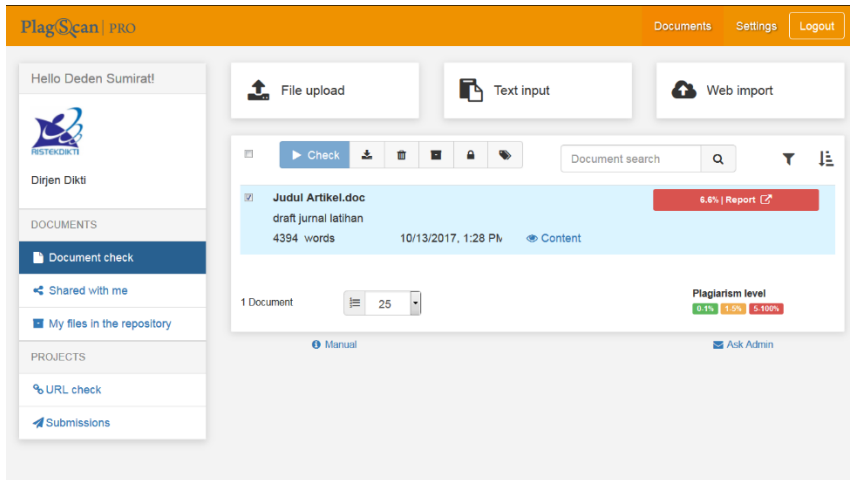 PlagScan | PRO
Documents
Settings
Logout
Hello Deden Sumirat!
RISTEKDIKTI
Dirjen Dikti
DOCUMENTS
Document check
Shared with me
My files in the repository
PROJECTS
URL check
Submissions
File upload
Text input
Web import
Check
Document search
Judul Artikel.doc
draft jurnal latihan
4394 words
10/13/2017, 1:28 PM
Content
6.6% | Report
1 Document
25
Plagiarism level
0.1% 1.5% 5-100%
Manual
Ask Admin